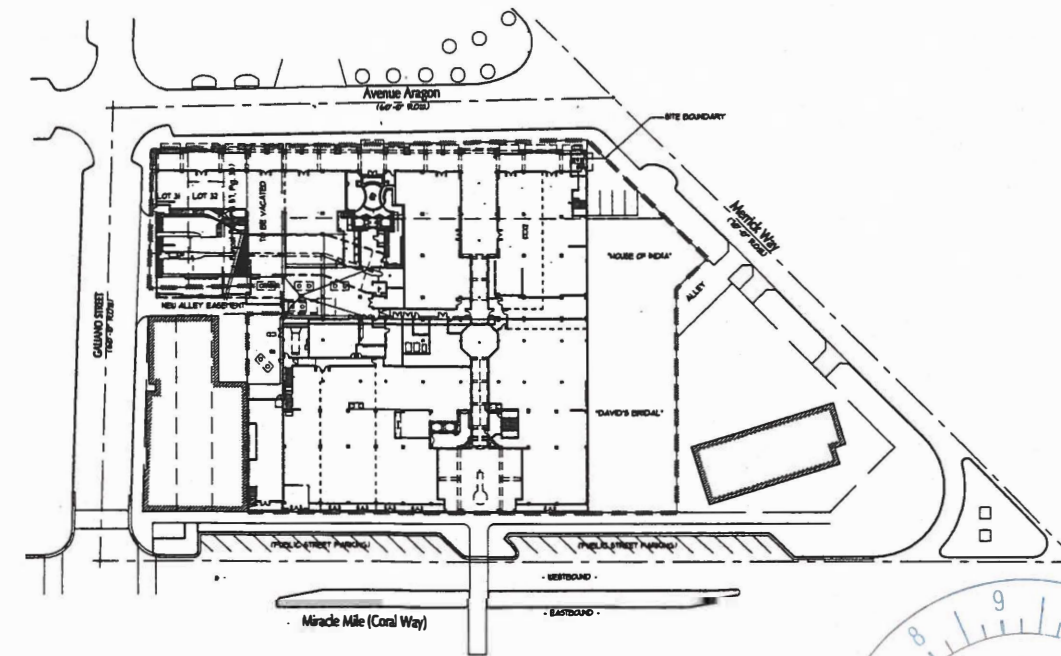 Avenue Aragon
(60'-0" R.O.W.)
SITE BOUNDARY
LOT 31
LOT 32
TO BE VACATED
Merrick Way
"HOUSE OF INDIA"
ALLEY
NEW ALLEY EASEMENT
GALIANO STREET
"DAVID'S BRIDAL"
(PUBLIC STREET PARKING)
(PUBLIC STREET PARKING)
- WESTBOUND -
- EASTBOUND -
Miracle Mile (Coral Way)
8
9